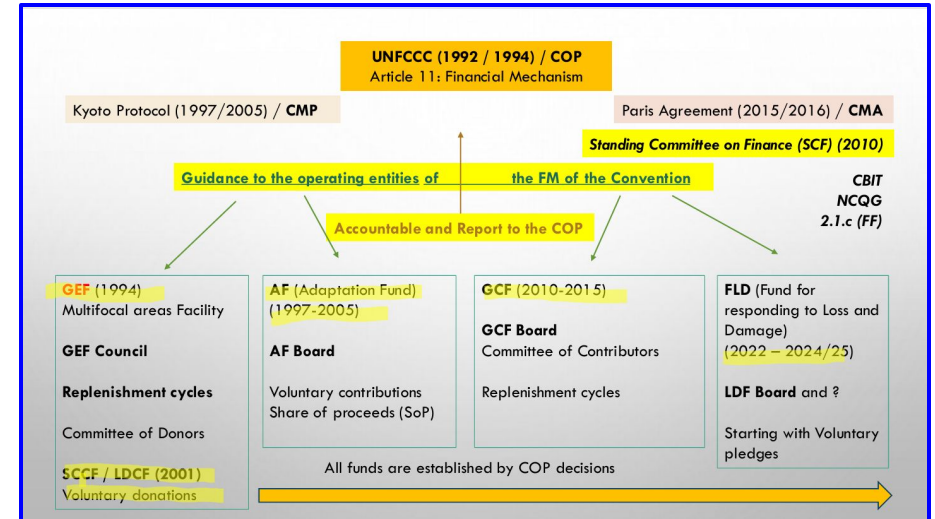 UNFCCC (1992 / 1994) / COP
Article 11: Financial Mechanism
Kyoto Protocol (1997/2005) / CMP
Paris Agreement (2015/2016) / CMA
Standing Committee on Finance (SCF) (2010)
Guidance to the operating entities of the FM of the Convention
CBIT
NCQG
2.1.c (FF)
Accountable and Report to the COP
GEF (1994)
Multifocal areas Facility
GEF Council
Replenishment cycles
Committee of Donors
SCCF / LDCF (2001)
Voluntary donations
AF (Adaptation Fund)
(1997-2005)
AF Board
Voluntary contributions
Share of proceeds (SoP)
GCF (2010-2015)
GCF Board
Committee of Contributors
Replenishment cycles
FLD (Fund for
responding to Loss and
Damage)
(2022 – 2024/25)
LDF Board and ?
Starting with Voluntary
pledges
All funds are established by COP decisions